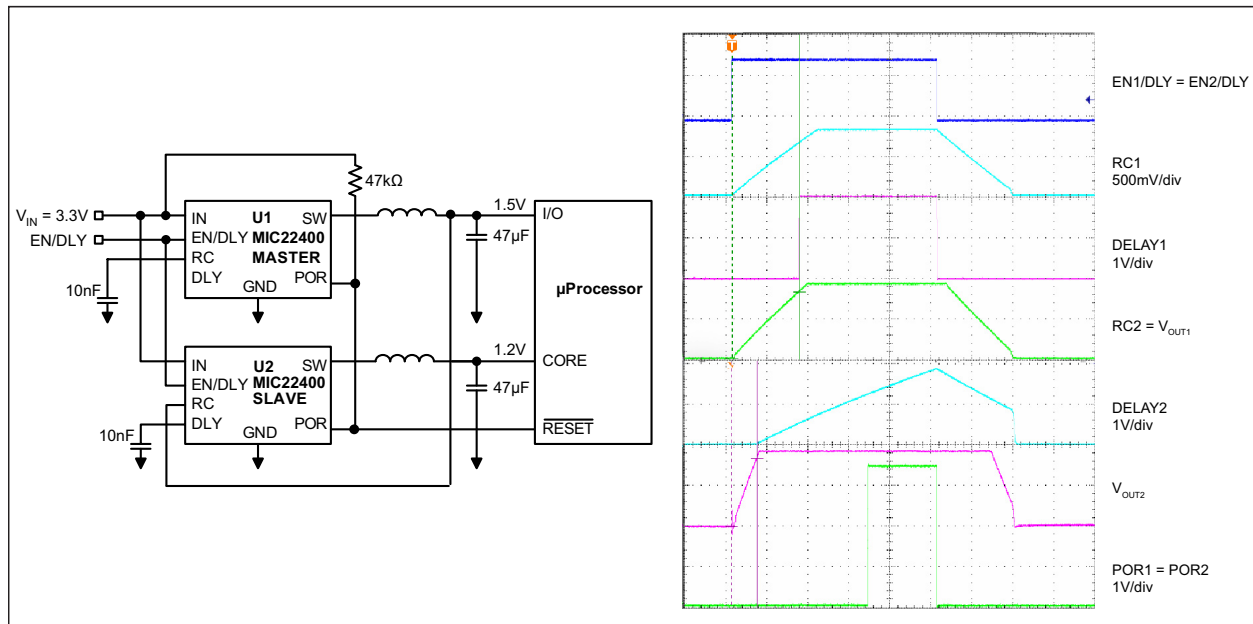 47kΩ
V_IN = 3.3V
EN/DLY
IN
EN/DLY
RC
DLY
U1
MIC22400
MASTER
GND
SW
POR
10nF
1.5V
47µF
I/O
µProcessor
IN
EN/DLY
RC
DLY
U2
MIC22400
SLAVE
GND
SW
POR
10nF
1.2V
47µF
CORE
RESET
T
EN1/DLY = EN2/DLY
RC1
500mV/div
DELAY1
1V/div
RC2 = V_OUT1
DELAY2
1V/div
V_OUT2
POR1 = POR2
1V/div